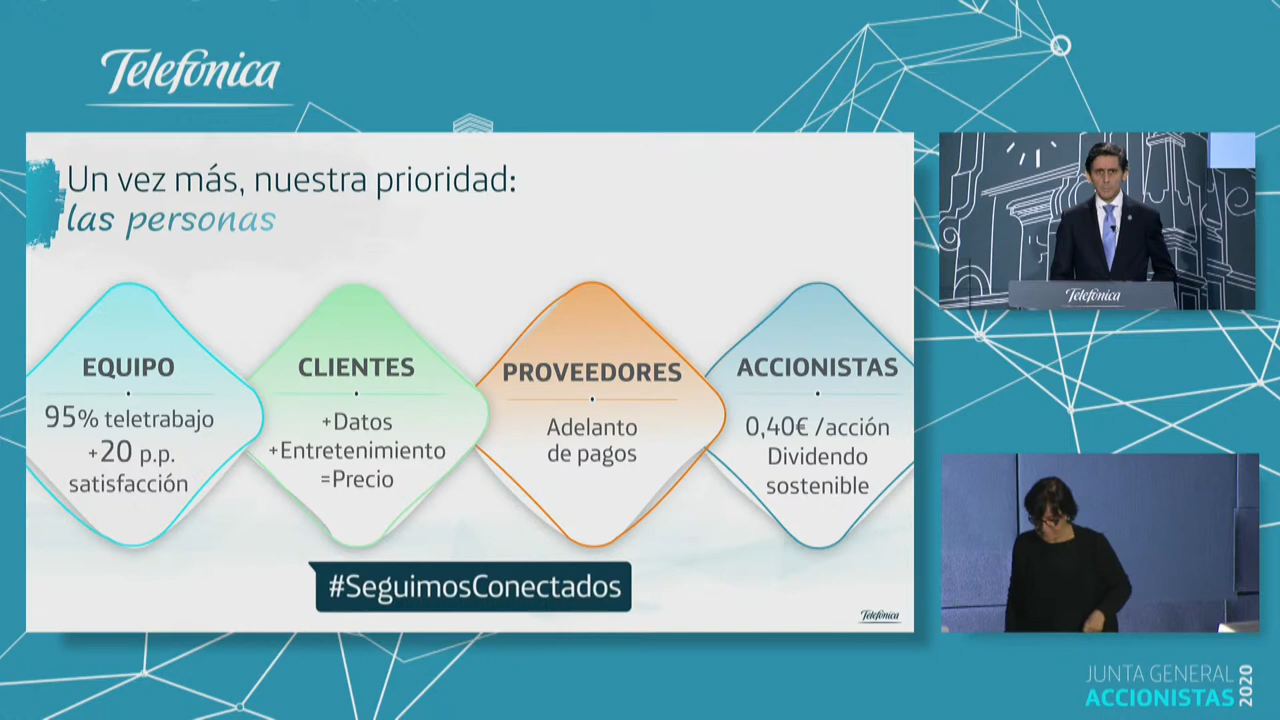 Telefónica
Un vez más, nuestra prioridad:
las personas
EQUIPO
95% teletrabajo
+20 p.p.
satisfacción
CLIENTES
+Datos
+Entretenimiento
=Precio
PROVEEDORES
Adelanto
de pagos
ACCIONISTAS
0,40€ /acción
Dividendo
sostenible
#SeguimosConectados
Telefónica
Telefónica
JUNTA GENERAL
ACCIONISTAS 2020